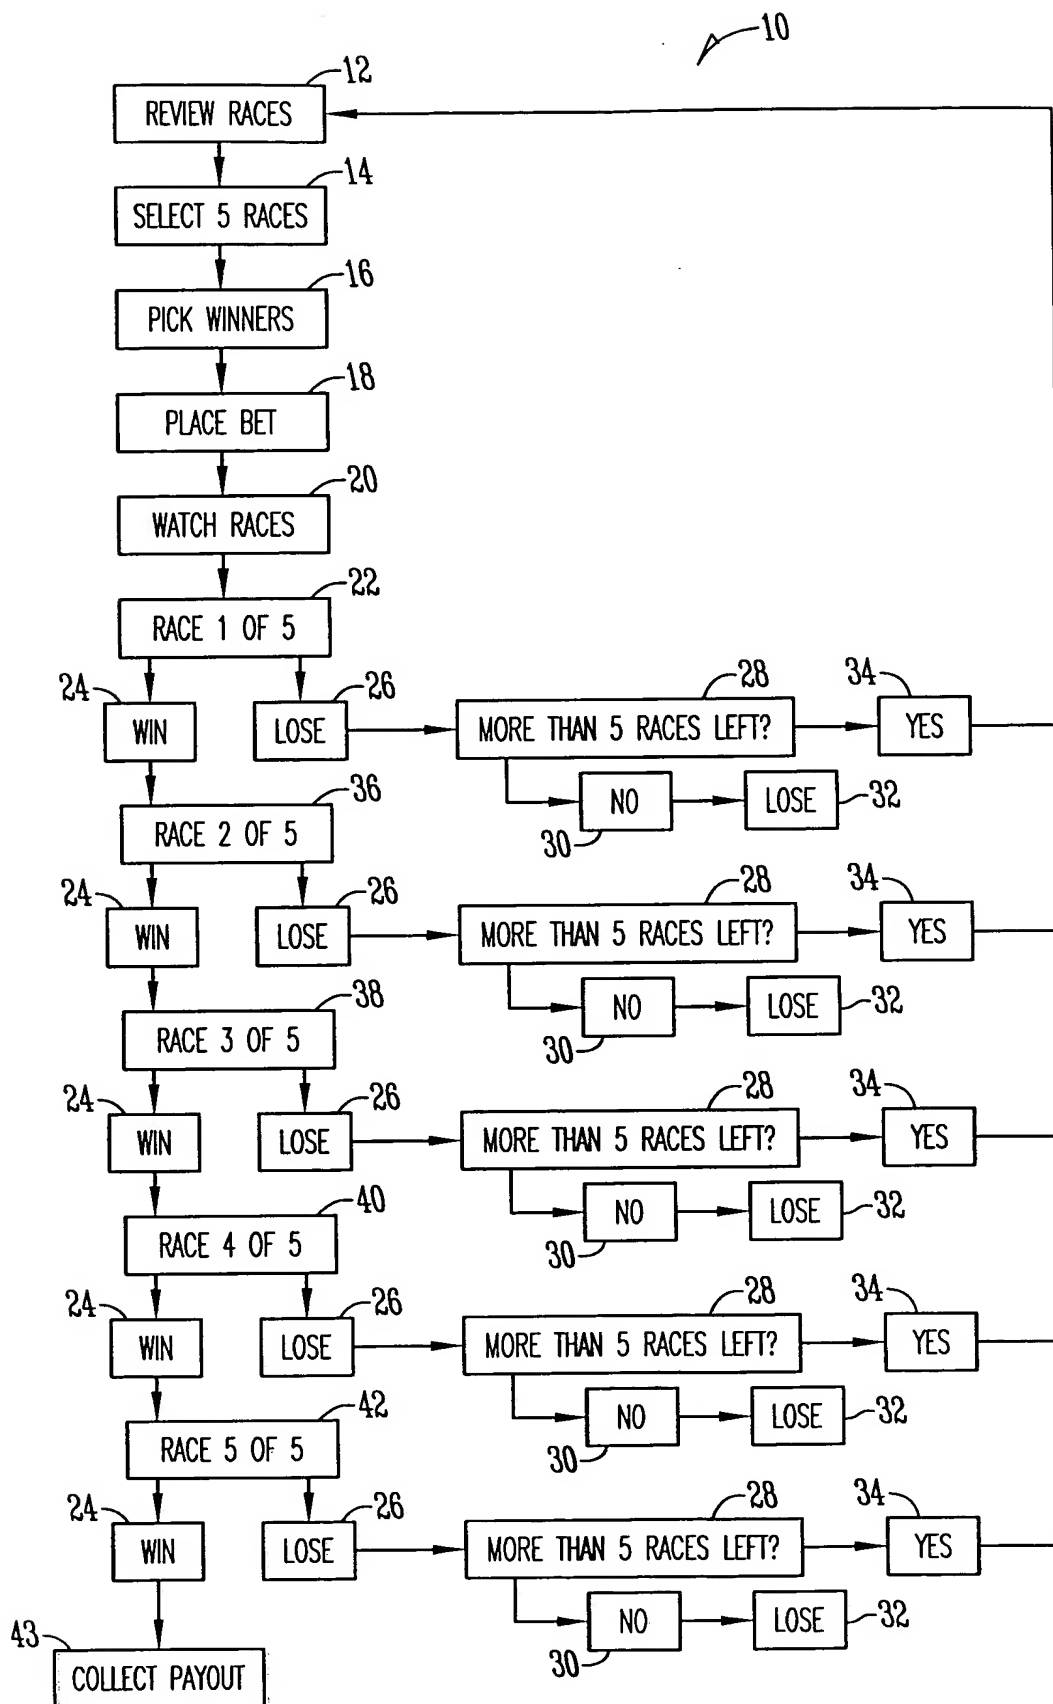 10
12
REVIEW RACES
14
SELECT 5 RACES
16
PICK WINNERS
18
PLACE BET
20
WATCH RACES
22
RACE 1 OF 5
24 26 28 34
WIN LOSE MORE THAN 5 RACES LEFT? YES
36 NO LOSE 32
30
RACE 2 OF 5
24 26 28 34
WIN LOSE MORE THAN 5 RACES LEFT? YES
38 NO LOSE 32
30
RACE 3 OF 5
24 26 28 34
WIN LOSE MORE THAN 5 RACES LEFT? YES
40 NO LOSE 32
30
RACE 4 OF 5
24 26 28 34
WIN LOSE MORE THAN 5 RACES LEFT? YES
42 NO LOSE 32
30
RACE 5 OF 5
24 26 28 34
WIN LOSE MORE THAN 5 RACES LEFT? YES
43 NO LOSE 32
30
COLLECT PAYOUT